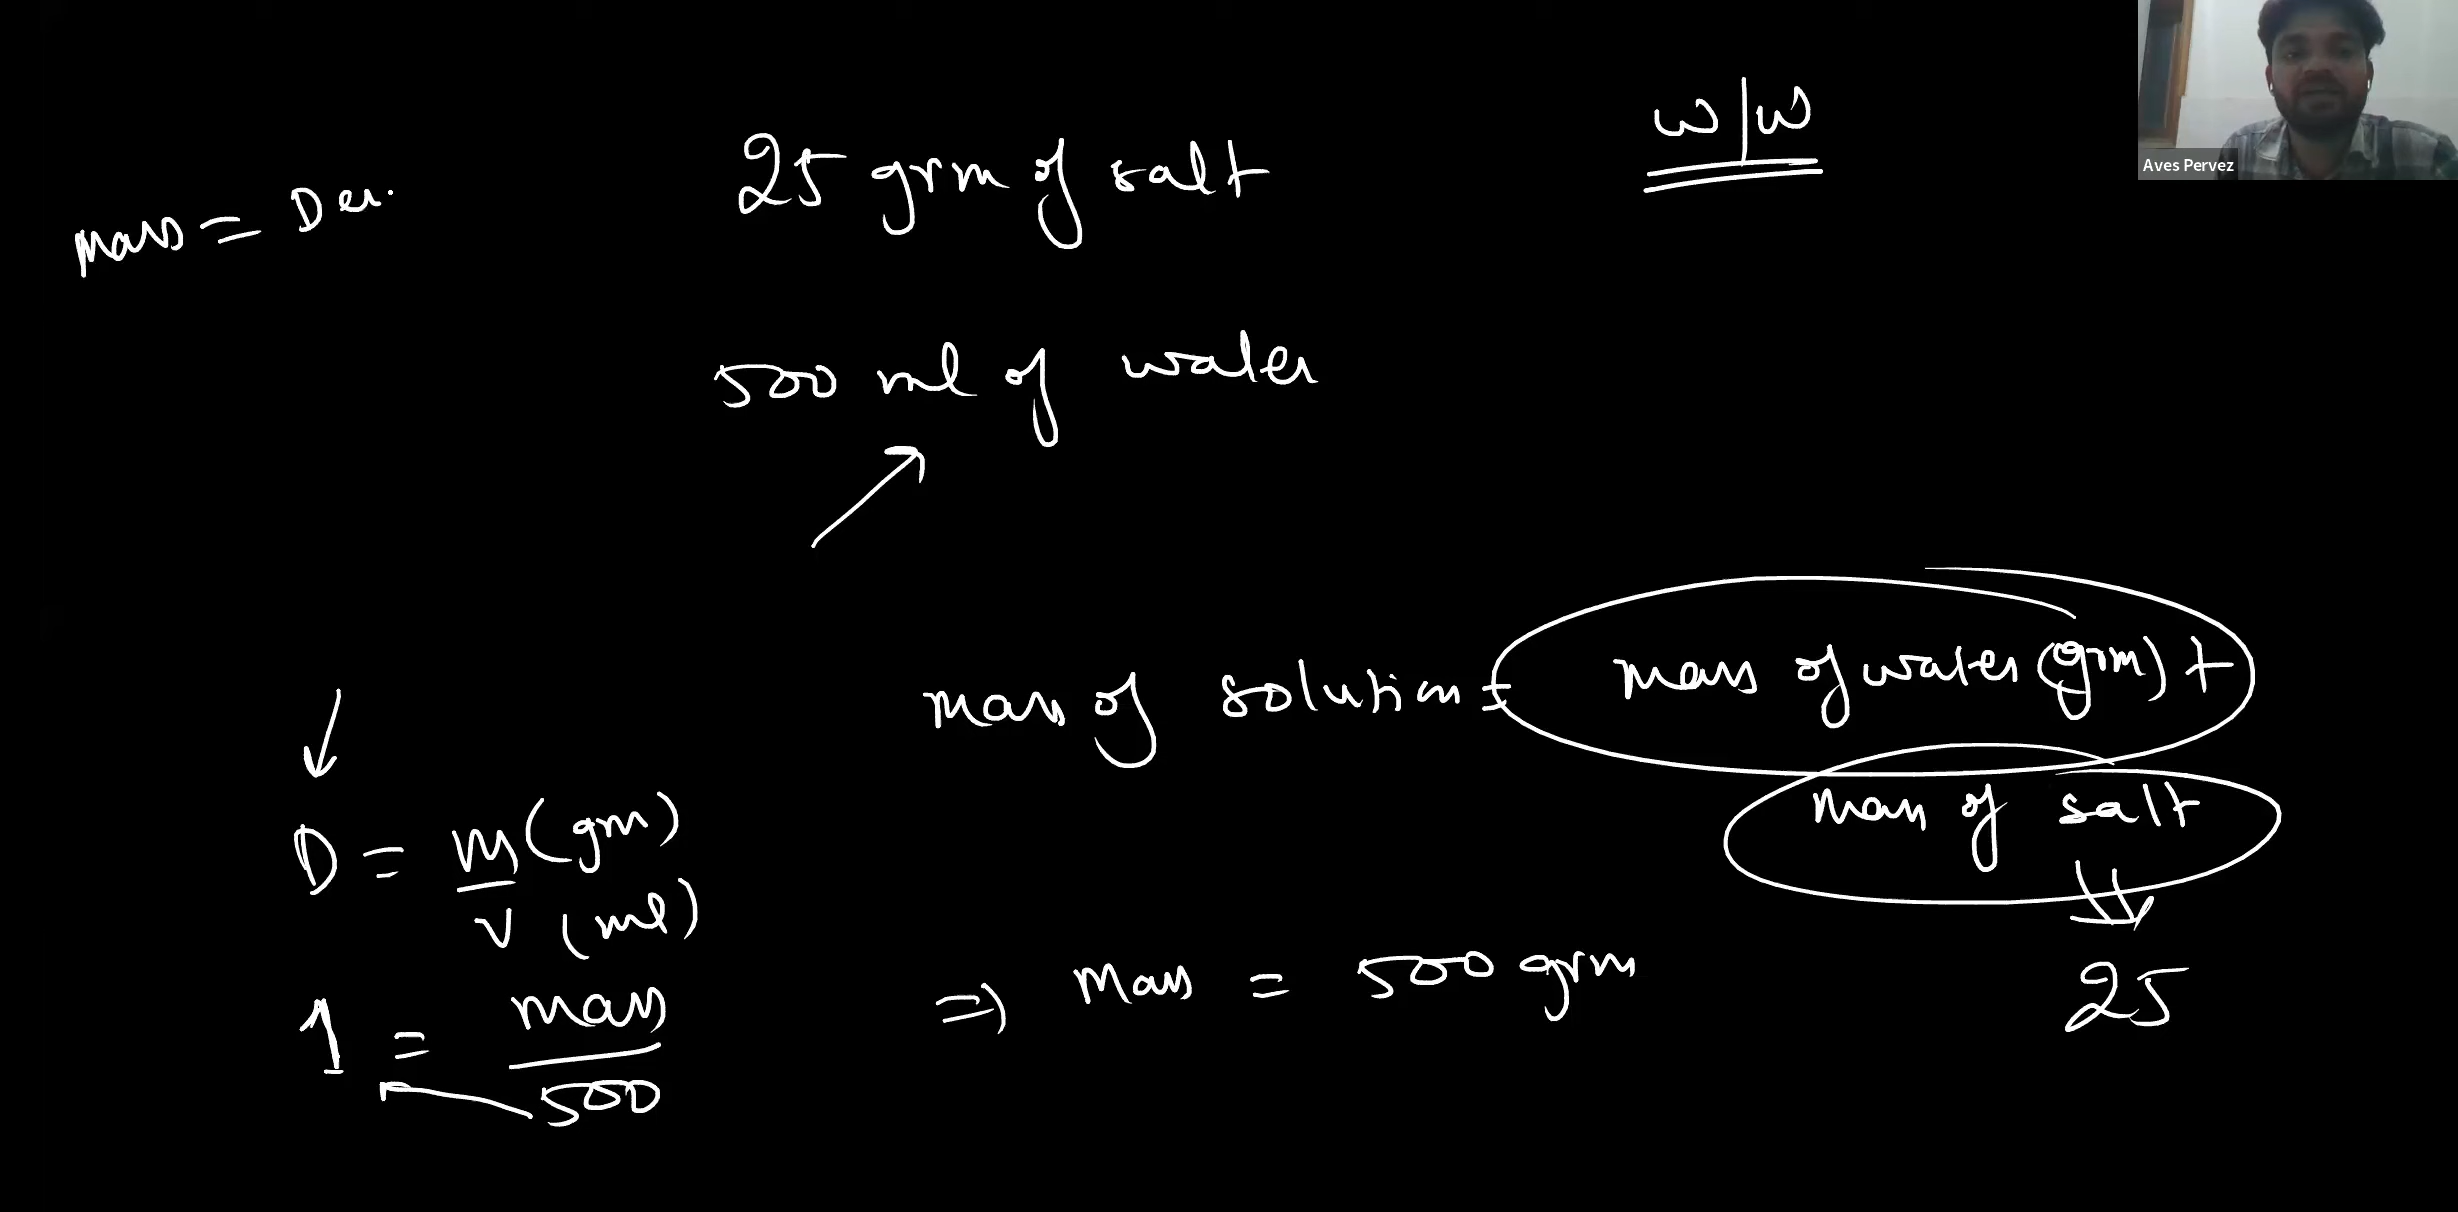 w/w
Aves Pervez
25 grm of salt
mass = Den.
500 ml of water
mass of solution = mass of water (grm) +
mass of salt
D = m (gm)
v (ml)
25
1 = mass
500
=> Mass = 500 grm